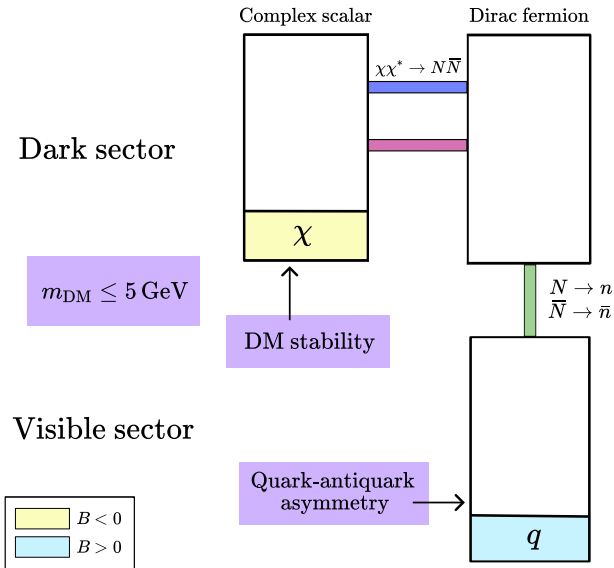 Complex scalar
Dirac fermion
χχ* → NN̅
Dark sector
χ
m_DM ≤ 5 GeV
N → n
N̅ → n̄
DM stability
Visible sector
Quark-antiquark
asymmetry
B < 0
B > 0
q